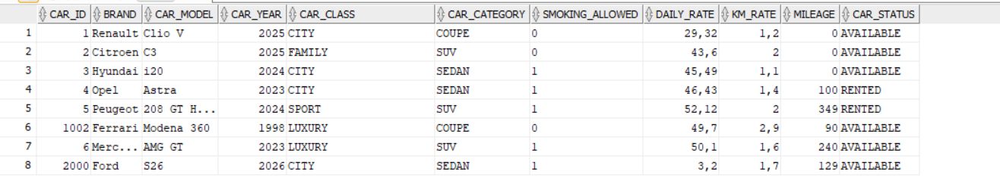 CAR_ID BRAND CAR_MODEL CAR_YEAR CAR_CLASS CAR_CATEGORY SMOKING_ALLOWED DAILY_RATE KM_RATE MILEAGE CAR_STATUS
1 1 Renault Clio V 2025 CITY COUPE 0 29,32 1,2 0 AVAILABLE
2 2 Citroen C3 2025 FAMILY SUV 0 43,6 2 0 AVAILABLE
3 3 Hyundai i20 2024 CITY SEDAN 1 45,49 1,1 0 AVAILABLE
4 4 Opel Astra 2023 CITY SEDAN 1 46,43 1,4 100 RENTED
5 5 Peugeot 208 GT H... 2024 SPORT SUV 1 52,12 2 349 RENTED
6 1002 Ferrari Modena 360 1998 LUXURY COUPE 0 49,7 2,9 90 AVAILABLE
7 6 Merc... AMG GT 2023 LUXURY SUV 1 50,1 1,6 240 AVAILABLE
8 2000 Ford S26 2026 CITY SEDAN 1 3,2 1,7 129 AVAILABLE